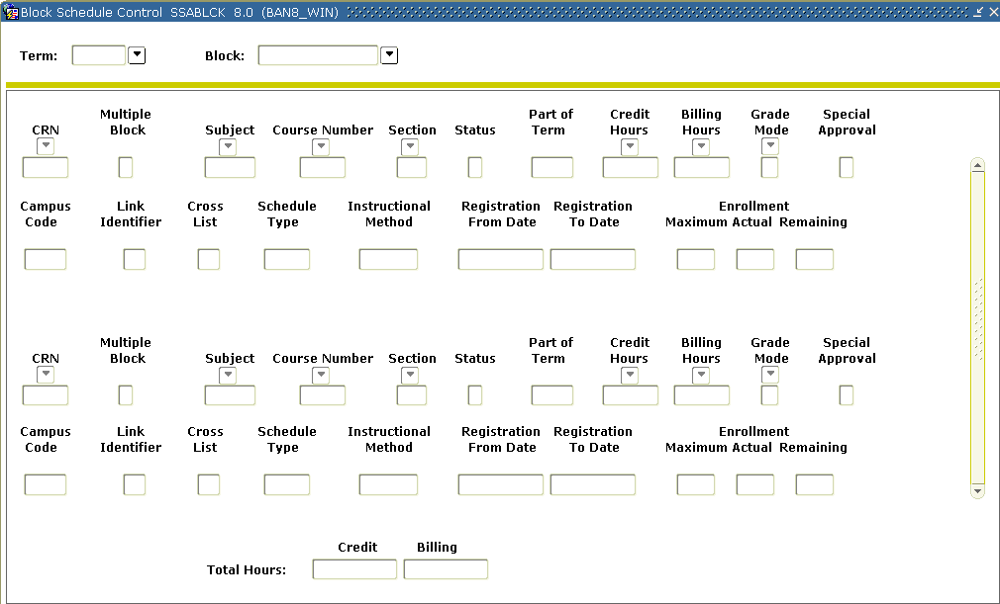 Block Schedule Control SSABLCK 8.0 (BAN8_WIN)
Term: Block:
Multiple Part of Credit Billing Grade Special
CRN Block Subject Course Number Section Status Term Hours Hours Mode Approval
Campus Link Cross Schedule Instructional Registration Registration Enrollment
Code Identifier List Type Method From Date To Date Maximum Actual Remaining
Multiple Part of Credit Billing Grade Special
CRN Block Subject Course Number Section Status Term Hours Hours Mode Approval
Campus Link Cross Schedule Instructional Registration Registration Enrollment
Code Identifier List Type Method From Date To Date Maximum Actual Remaining
Credit Billing
Total Hours: